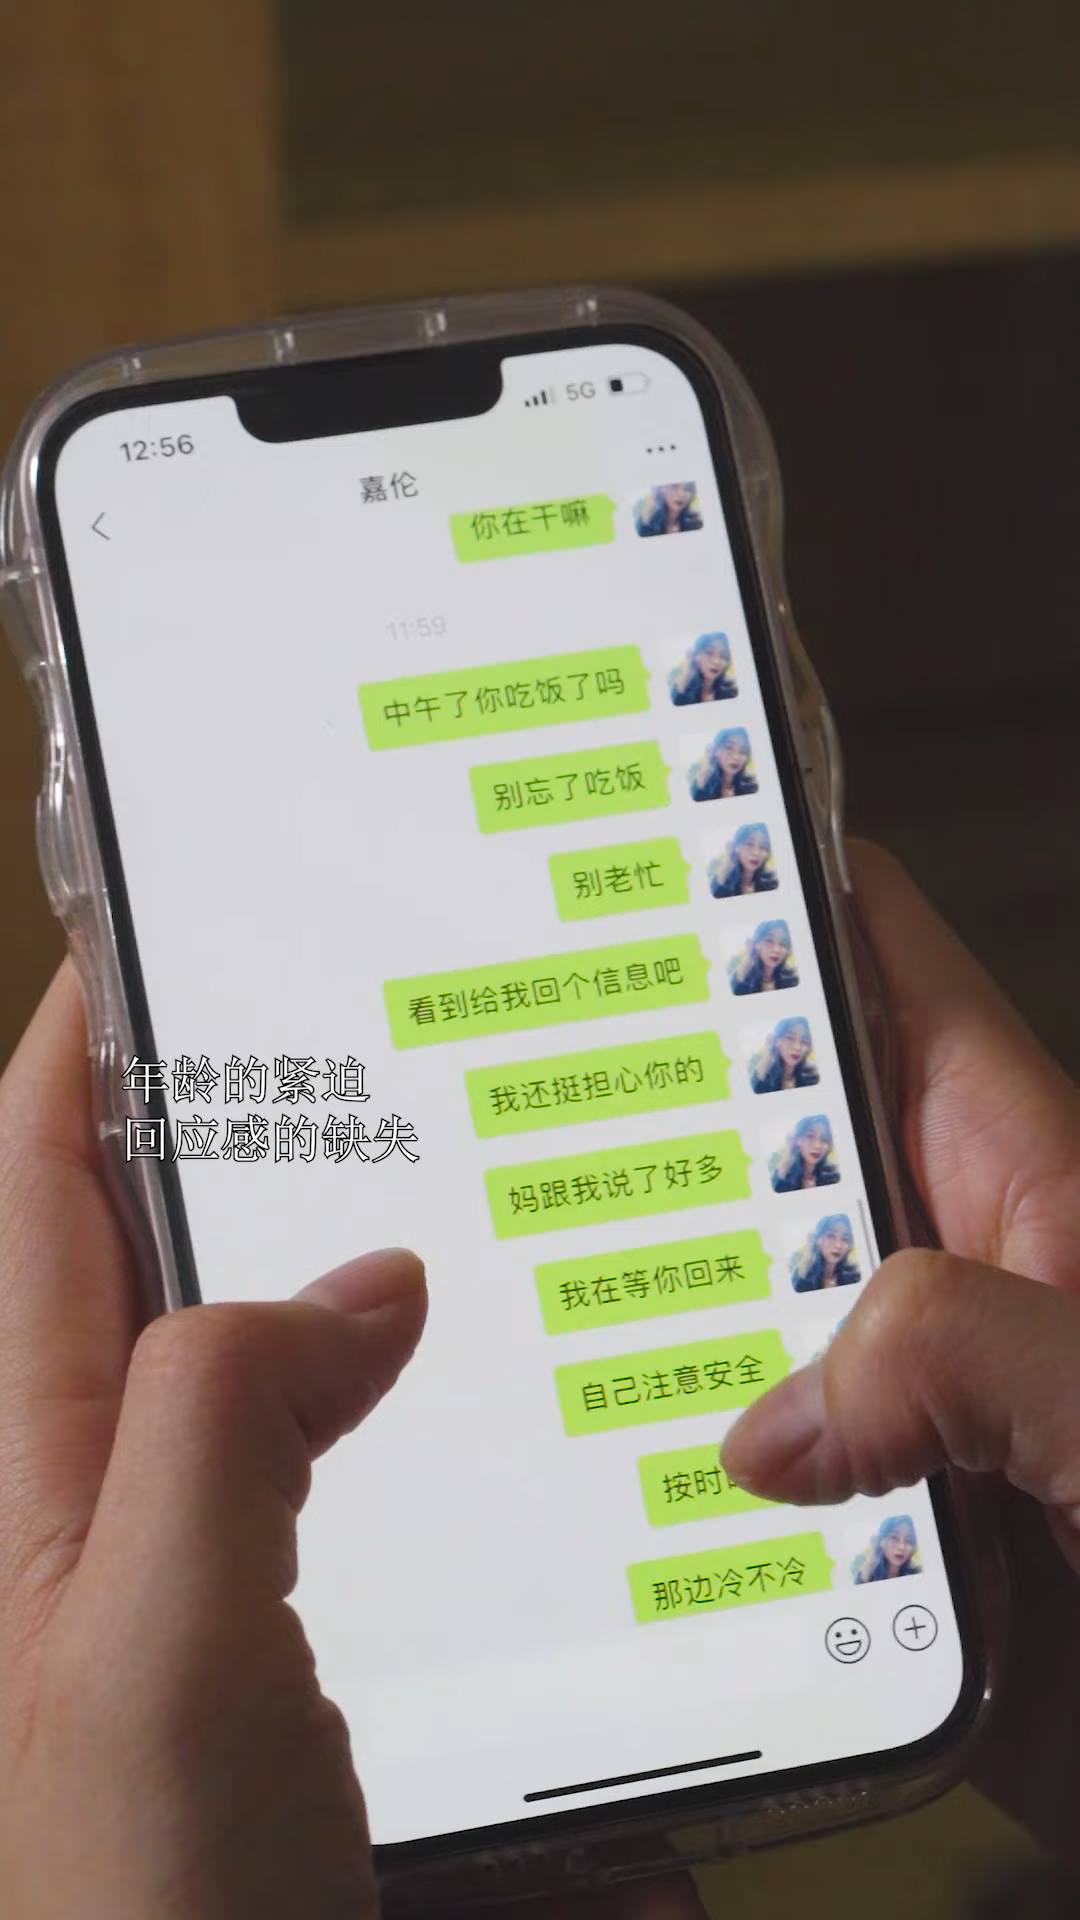 12:56
5G
嘉伦
你在干嘛
11:59
中午了你吃饭了吗
别忘了吃饭
别老忙
看到给我回个信息吧
我还挺担心你的
年龄的紧迫
回应感的缺失
妈跟我说了好多
我在等你回来
自己注意安全
按时
那边冷不冷